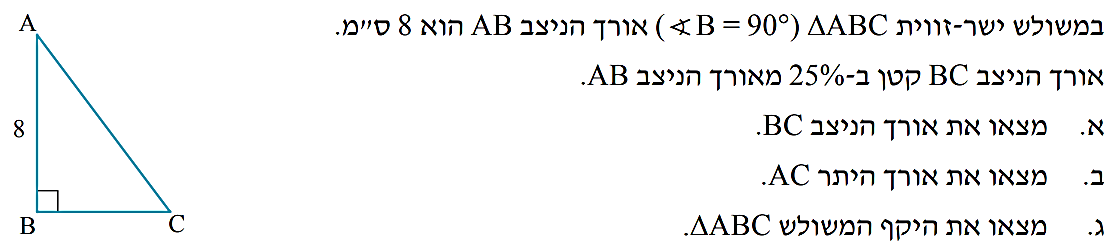 במשולש ישר-זווית ΔABC (∢B = 90°) אורך הניצב AB הוא 8 ס״מ.
אורך הניצב BC קטן ב-25% מאורך הניצב AB.
א. מצאו את אורך הניצב BC.
ב. מצאו את אורך היתר AC.
ג. מצאו את היקף המשולש ΔABC.
A
8
B
C